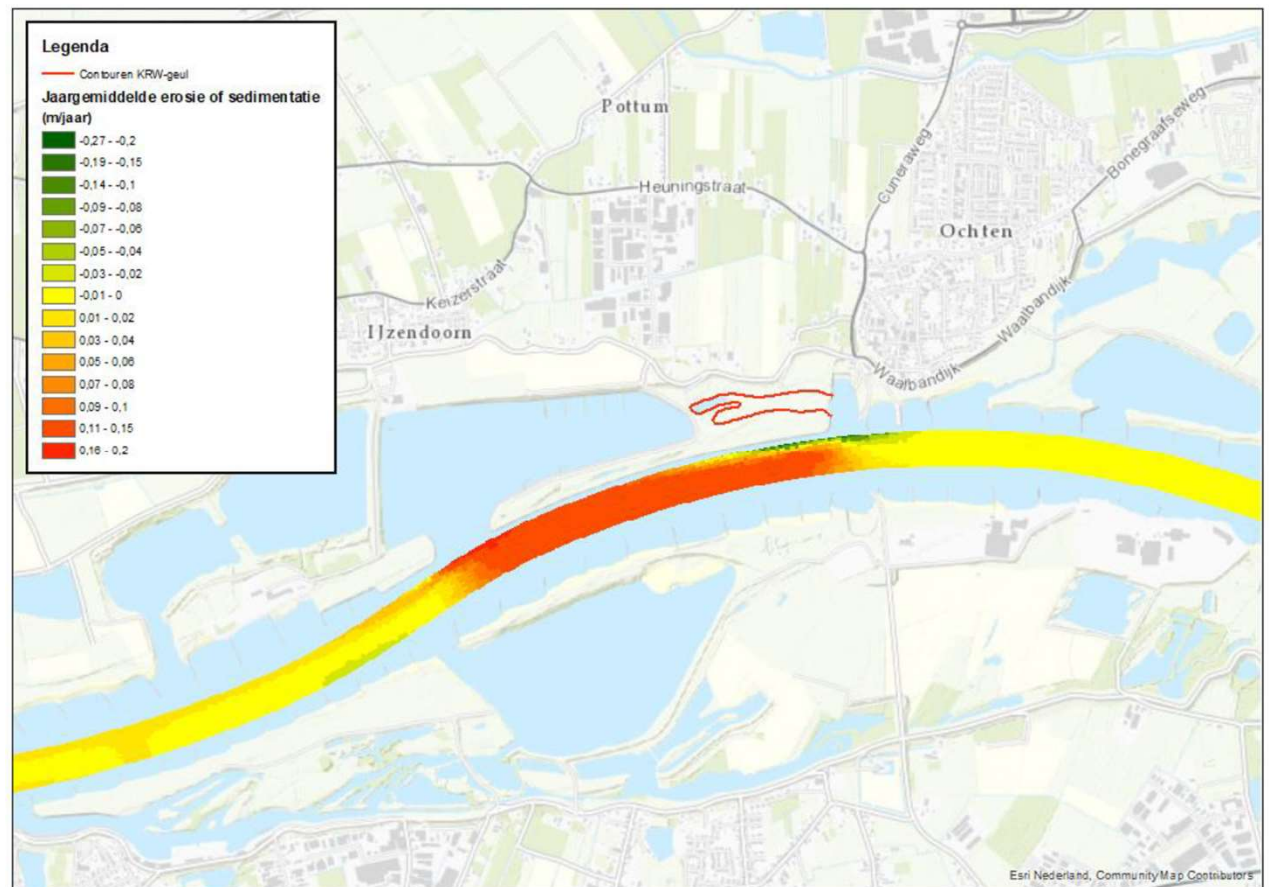 Legenda
Contouren KRW-geul
Jaargemiddelde erosie of sedimentatie
(m/jaar)
-0,27 - -0,2
-0,19 - -0,15
-0,14 - -0,1
-0,09 - -0,08
-0,07 - -0,06
-0,05 - -0,04
-0,03 - -0,02
-0,01 - 0
0,01 - 0,02
0,03 - 0,04
0,05 - 0,06
0,07 - 0,08
0,09 - 0,1
0,11 - 0,15
0,16 - 0,2
Pottum
Heuningstraat
Cuneraweg
Bonegraafseweg
Ochten
Keizerstraat
IJzendoorn
Waalbandijk
Waalbandijk
Esri Nederland, Community Map Contributors